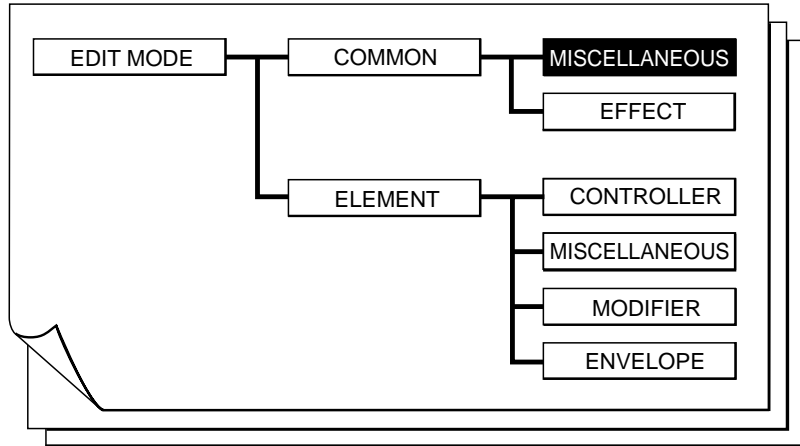 EDIT MODE
COMMON
MISCELLANEOUS
EFFECT
ELEMENT
CONTROLLER
MISCELLANEOUS
MODIFIER
ENVELOPE